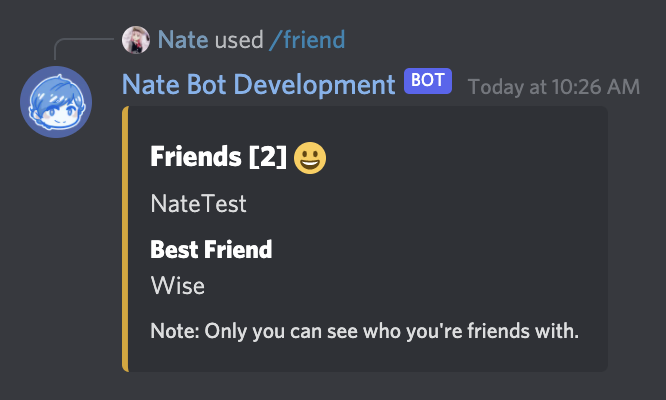 Nate used /friend
Nate Bot Development BOT Today at 10:26 AM
Friends [2] 😀
NateTest
Best Friend
Wise
Note: Only you can see who you're friends with.